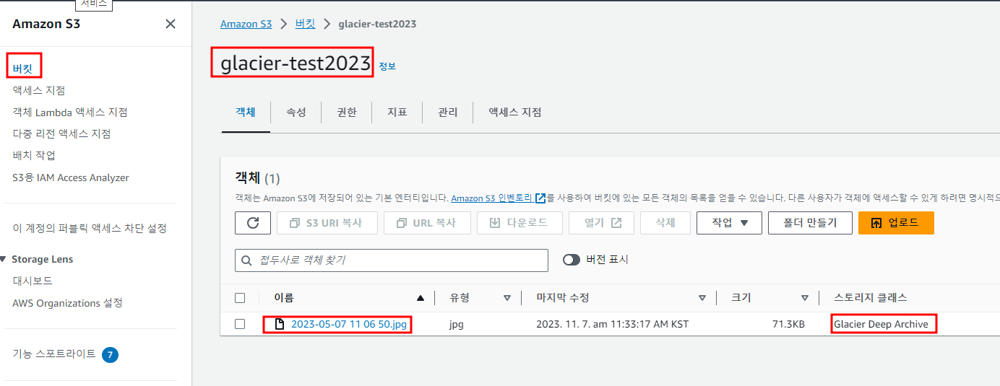 서비스
Amazon S3
버킷
액세스 지점
객체 Lambda 액세스 지점
다중 리전 액세스 지점
배치 작업
S3용 IAM Access Analyzer
이 계정의 퍼블릭 액세스 차단 설정
Storage Lens
대시보드
AWS Organizations 설정
기능 스포트라이트 7
Amazon S3 버킷 glacier-test2023
glacier-test2023 정보
객체 속성 권한 지표 관리 액세스 지점
객체 (1)
객체는 Amazon S3에 저장되어 있는 기본 엔터티입니다. Amazon S3 인벤토리를 사용하여 버킷에 있는 모든 객체의 목록을 얻을 수 있습니다. 다른 사용자가 객체에 액세스할 수 있게 하려면 명시적으
S3 URI 복사 URL 복사 다운로드 열기 삭제 작업 폴더 만들기 업로드
접두사로 객체 찾기 버전 표시
이름 유형 마지막 수정 크기 스토리지 클래스
2023-05-07 11 06 50.jpg jpg 2023. 11. 7. am 11:33:17 AM KST 71.3KB Glacier Deep Archive